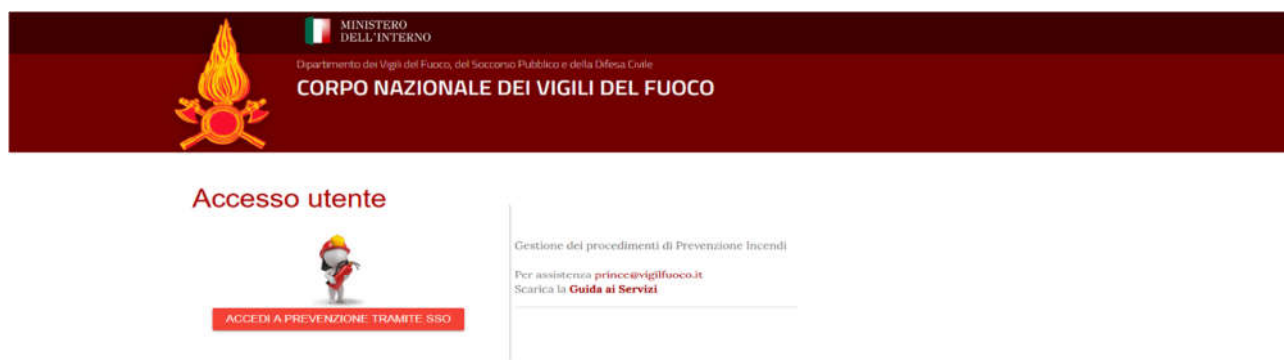 MINISTERO
DELL'INTERNO
Dipartimento dei Vigili del Fuoco, del Soccorso Pubblico e della Difesa Civile
CORPO NAZIONALE DEI VIGILI DEL FUOCO
Accesso utente
ACCEDI A PREVENZIONE TRAMITE SSO
Gestione dei procedimenti di Prevenzione Incendi
Per assistenza prince@vigilfuoco.it
Scarica la Guida ai Servizi